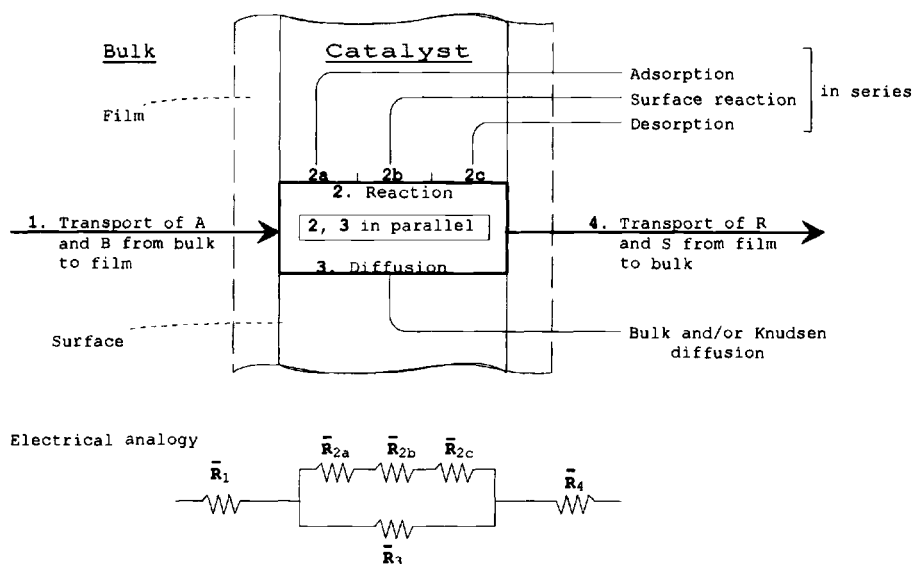 Bulk
Catalyst
Film
Adsorption
Surface reaction
Desorption
in series
2a 2b 2c
2. Reaction
2, 3 in parallel
3. Diffusion
1. Transport of A
and B from bulk
to film
4. Transport of R
and S from film
to bulk
Surface
Bulk and/or Knudsen
diffusion
Electrical analogy
R̄1
R̄2a
R̄2b
R̄2c
R̄4
R̄3